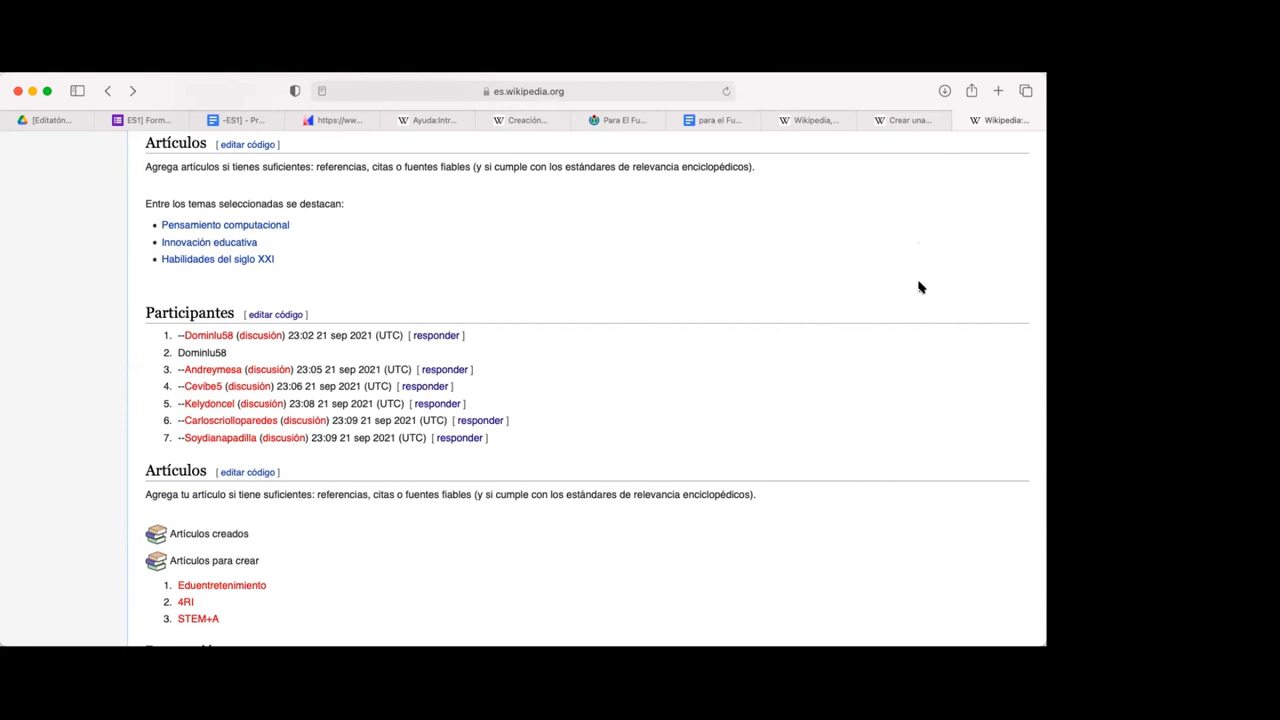 es.wikipedia.org
[Editatón...
ES1] Form...
-ES1] - Pr...
https://ww...
Ayuda:Intr...
Creación...
Para El Fu...
para el Fu...
Wikipedia,...
Crear una...
Wikipedia:...
Artículos [ editar código ]
Agrega artículos si tienes suficientes: referencias, citas o fuentes fiables (y si cumple con los estándares de relevancia enciclopédicos).
Entre los temas seleccionadas se destacan:
• Pensamiento computacional
• Innovación educativa
• Habilidades del siglo XXI
Participantes [ editar código ]
1. --Dominlu58 (discusión) 23:02 21 sep 2021 (UTC) [ responder ]
2. Dominlu58
3. --Andreymesa (discusión) 23:05 21 sep 2021 (UTC) [ responder ]
4. --Cevibe5 (discusión) 23:06 21 sep 2021 (UTC) [ responder ]
5. --Kelydoncel (discusión) 23:08 21 sep 2021 (UTC) [ responder ]
6. --Carloscriolloparedes (discusión) 23:09 21 sep 2021 (UTC) [ responder ]
7. --Soydianapadilla (discusión) 23:09 21 sep 2021 (UTC) [ responder ]
Artículos [ editar código ]
Agrega tu artículo si tiene suficientes: referencias, citas o fuentes fiables (y si cumple con los estándares de relevancia enciclopédicos).
Artículos creados
Artículos para crear
1. Eduentretenimiento
2. 4RI
3. STEM+A